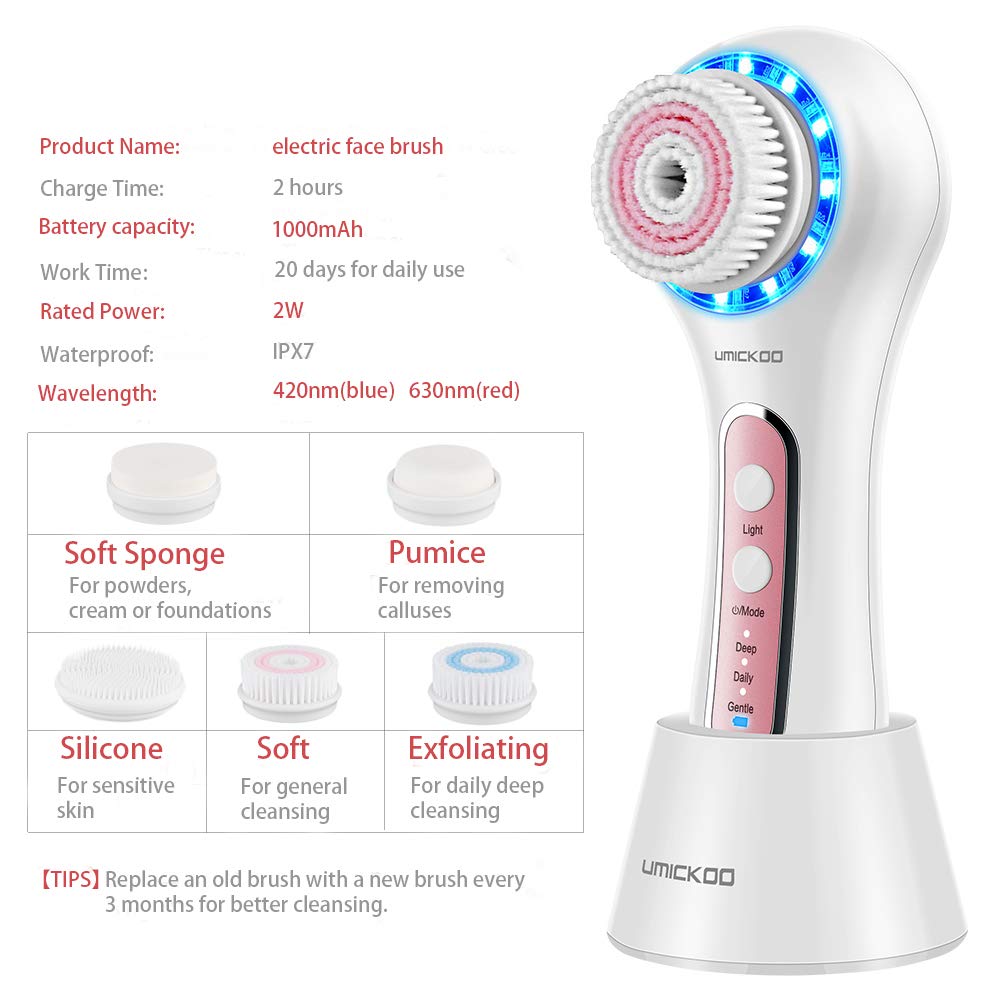 Product Name: electric face brush
Charge Time: 2 hours
Battery capacity: 1000mAh
Work Time: 20 days for daily use
Rated Power: 2W
Waterproof: IPX7
Wavelength: 420nm(blue) 630nm(red)
Soft Sponge
For powders,
cream or foundations
Pumice
For removing
calluses
Silicone
For sensitive
skin
Soft
For general
cleansing
Exfoliating
For daily deep
cleansing
【TIPS】Replace an old brush with a new brush every
3 months for better cleansing.
UMICKOO
Light
⏻/Mode
Deep
Daily
Gentle
UMICKOO